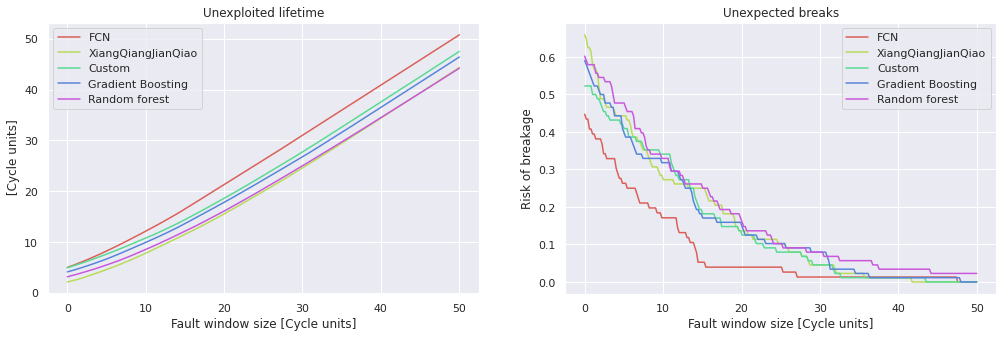 Unexploited lifetime
[Cycle units]
50
40
30
20
10
0
FCN
XiangQiangJianQiao
Custom
Gradient Boosting
Random forest
0 10 20 30 40 50
Fault window size [Cycle units]
Unexpected breaks
Risk of breakage
0.6
0.5
0.4
0.3
0.2
0.1
0.0
FCN
XiangQiangJianQiao
Custom
Gradient Boosting
Random forest
0 10 20 30 40 50
Fault window size [Cycle units]